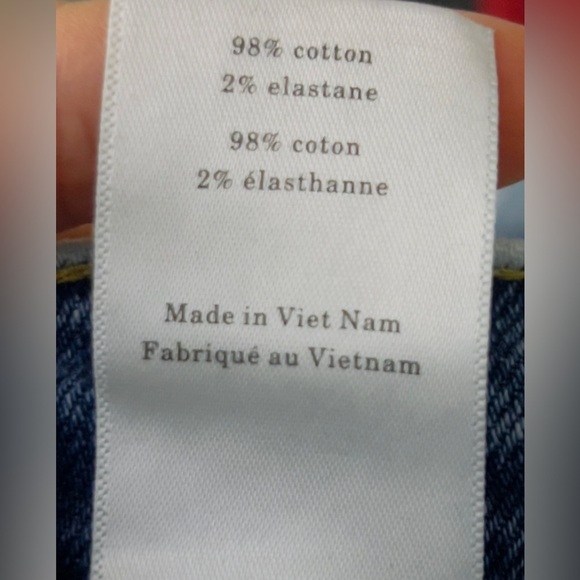 98% cotton
2% elastane
98% coton
2% élasthanne
Made in Viet Nam
Fabriqué au Vietnam